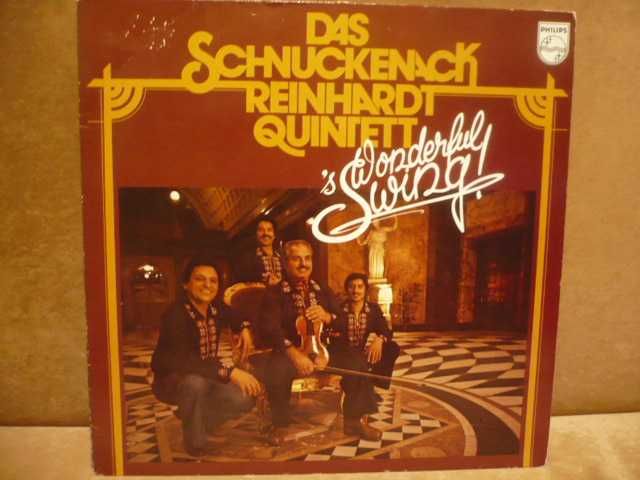 DAS
SCHNUCKENACK
REINHARDT
QUINTETT
's Wonderful
Swing!
PHILIPS